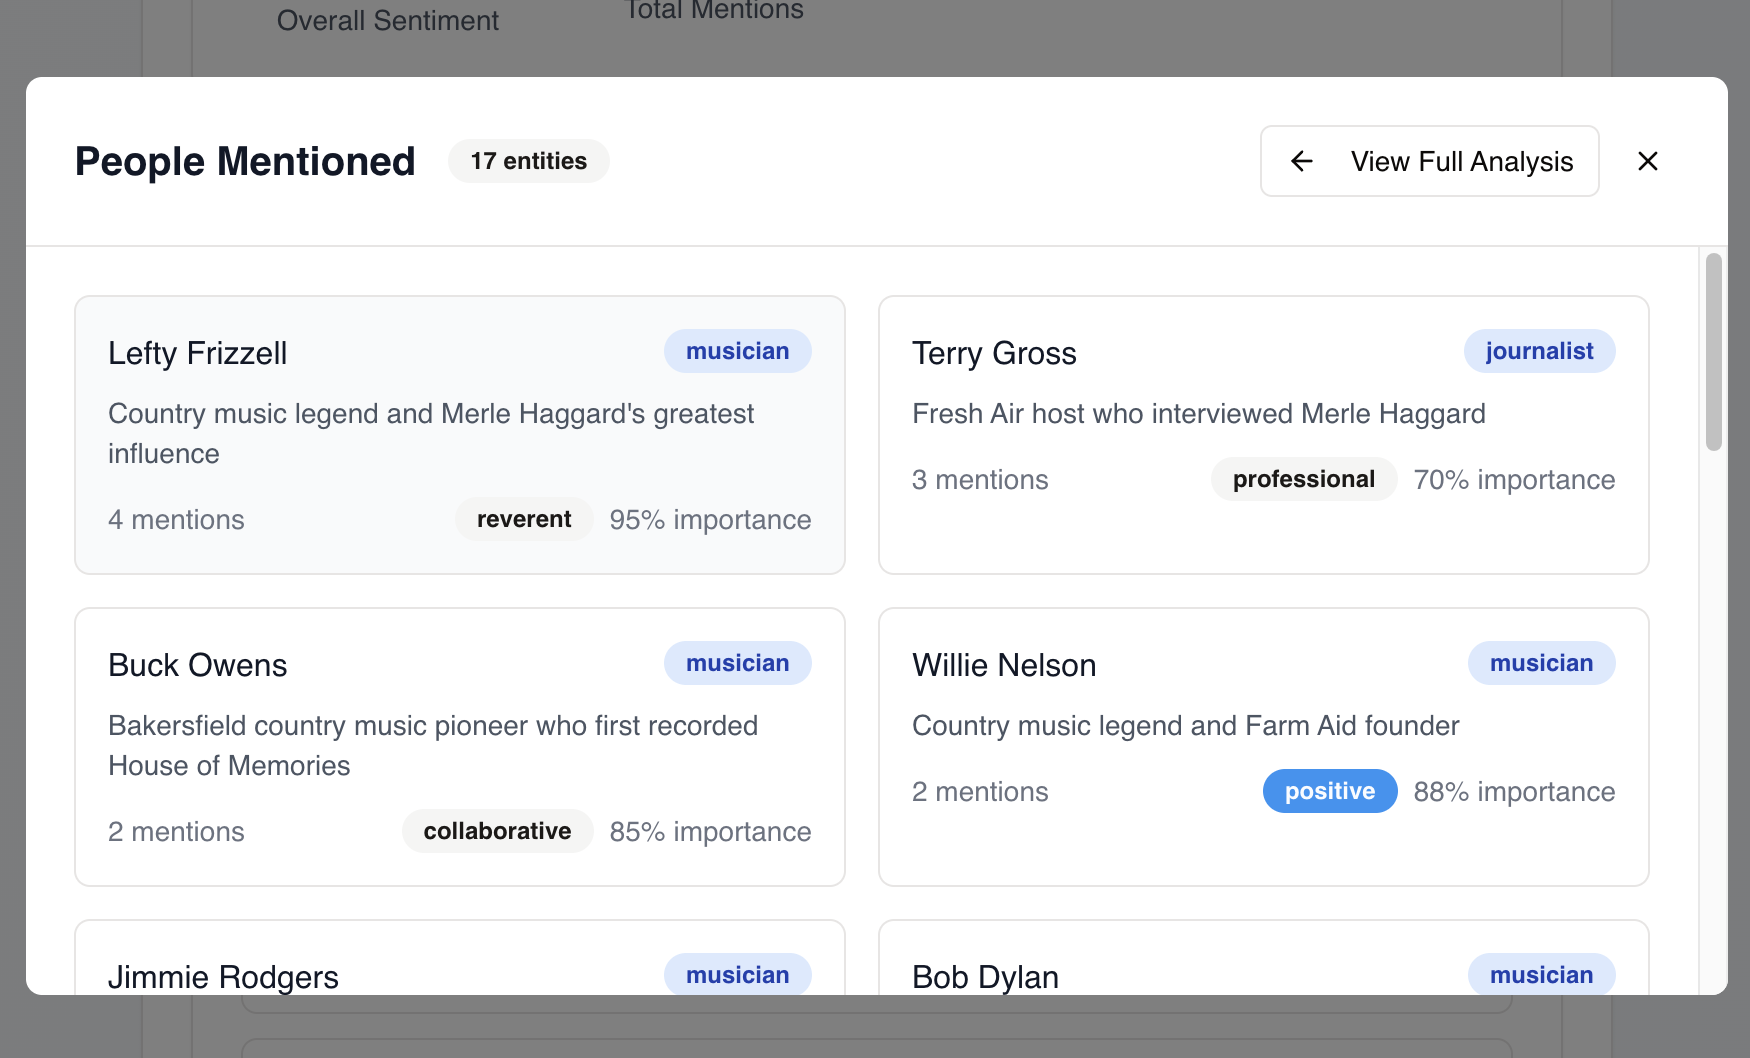 Overall Sentiment
Total Mentions
People Mentioned
17 entities
View Full Analysis
Lefty Frizzell
musician
Country music legend and Merle Haggard's greatest
influence
4 mentions
reverent
95% importance
Terry Gross
journalist
Fresh Air host who interviewed Merle Haggard
3 mentions
professional
70% importance
Buck Owens
musician
Bakersfield country music pioneer who first recorded
House of Memories
2 mentions
collaborative
85% importance
Willie Nelson
musician
Country music legend and Farm Aid founder
2 mentions
positive
88% importance
Jimmie Rodgers
musician
Bob Dylan
musician